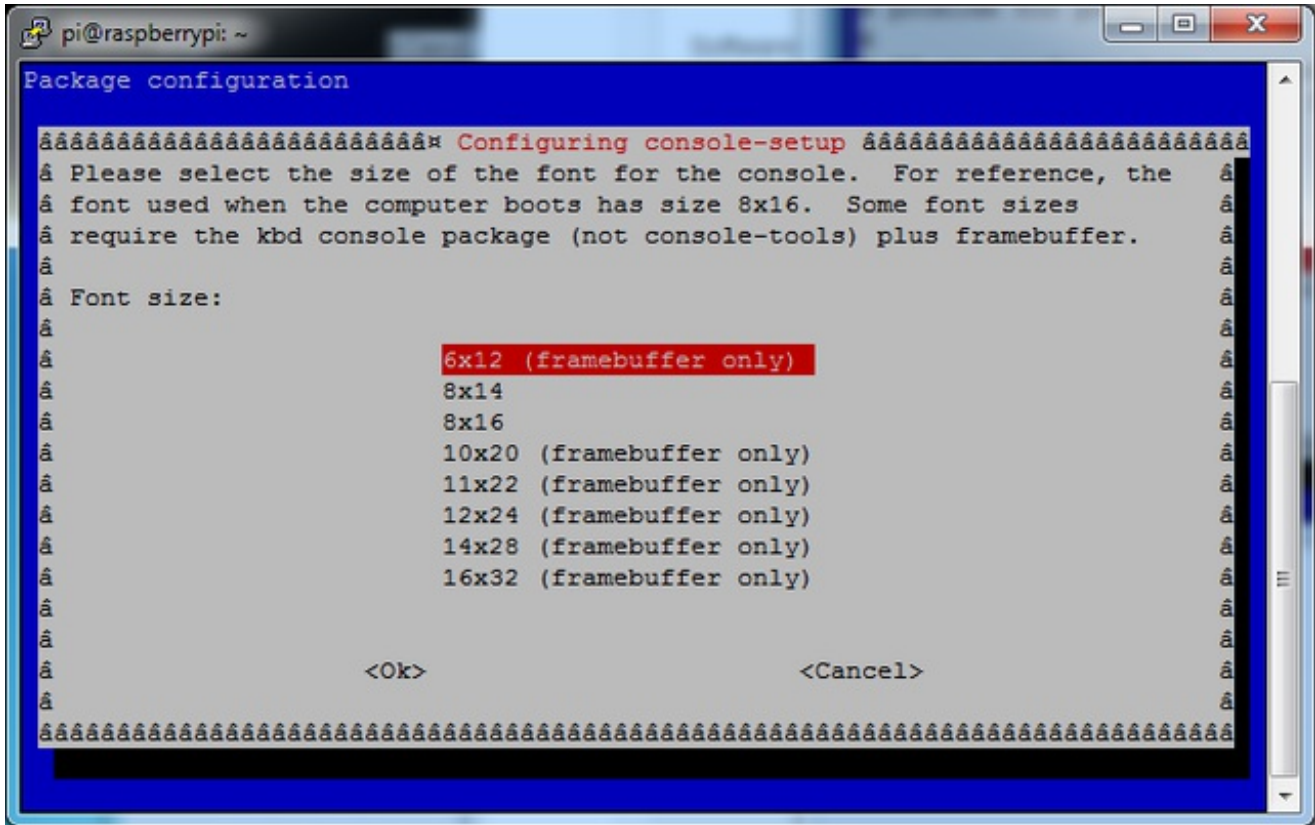 pi@raspberrypi: ~
Package configuration
ââââââââââââââââââââââââââ¤ Configuring console-setup âââââââââââââââââââââââââ
â Please select the size of the font for the console.  For reference, the   â
â font used when the computer boots has size 8x16.  Some font sizes         â
â require the kbd console package (not console-tools) plus framebuffer.     â
â                                                                           â
â Font size:                                                                â
â                                                                           â
â                        6x12 (framebuffer only)                            â
â                        8x14                                               â
â                        8x16                                               â
â                        10x20 (framebuffer only)                           â
â                        11x22 (framebuffer only)                           â
â                        12x24 (framebuffer only)                           â
â                        14x28 (framebuffer only)                           â
â                        16x32 (framebuffer only)                           â
â                                                                           â
â                                                                           â
â                   <Ok>                        <Cancel>                    â
â                                                                           â
âââââââââââââââââââââââââââââââââââââââââââââââââââââââââââââââââââââââââââââ